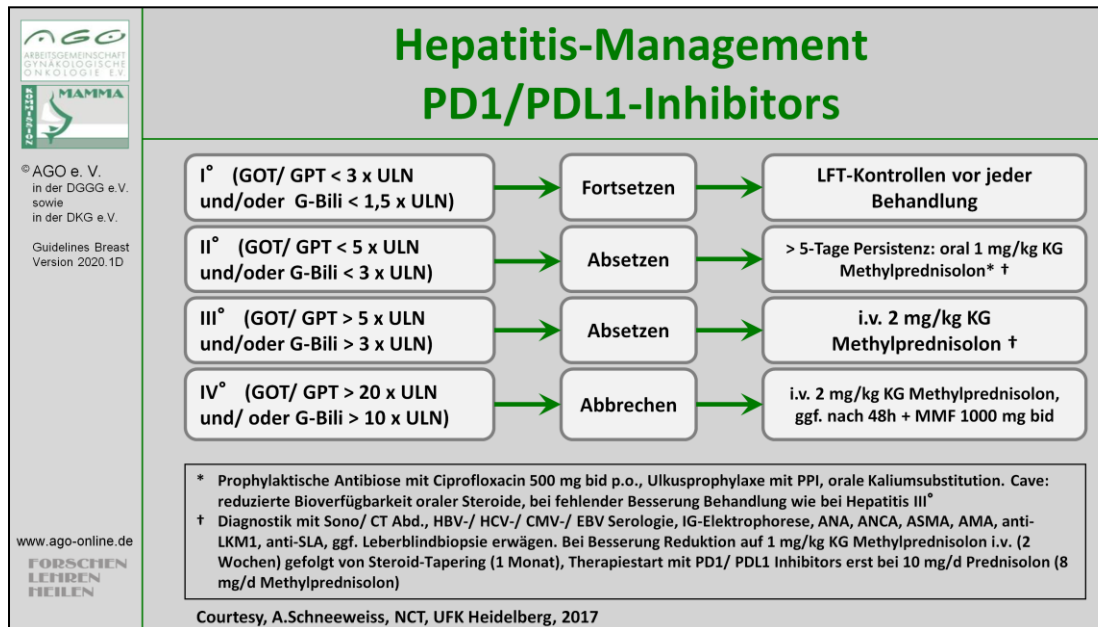 AGO
ARBEITSGEMEINSCHAFT
GYNÄKOLOGISCHE
ONKOLOGIE E.V.
KOMMISSION
MAMMA
© AGO e. V.
in der DGGG e.V.
sowie
in der DKG e.V.
Guidelines Breast
Version 2020.1D
www.ago-online.de
FORSCHEN
LEHREN
HEILEN
Hepatitis-Management
PD1/PDL1-Inhibitors
I° (GOT/ GPT < 3 x ULN
und/oder G-Bili < 1,5 x ULN)
Fortsetzen
LFT-Kontrollen vor jeder
Behandlung
II° (GOT/ GPT < 5 x ULN
und/oder G-Bili < 3 x ULN)
Absetzen
> 5-Tage Persistenz: oral 1 mg/kg KG
Methylprednisolon* †
III° (GOT/ GPT > 5 x ULN
und/oder G-Bili > 3 x ULN)
Absetzen
i.v. 2 mg/kg KG
Methylprednisolon †
IV° (GOT/ GPT > 20 x ULN
und/ oder G-Bili > 10 x ULN)
Abbrechen
i.v. 2 mg/kg KG Methylprednisolon,
ggf. nach 48h + MMF 1000 mg bid
* Prophylaktische Antibiose mit Ciprofloxacin 500 mg bid p.o., Ulkusprophylaxe mit PPI, orale Kaliumsubstitution. Cave:
reduzierte Bioverfügbarkeit oraler Steroide, bei fehlender Besserung Behandlung wie bei Hepatitis III°
† Diagnostik mit Sono/ CT Abd., HBV-/ HCV-/ CMV-/ EBV Serologie, IG-Elektrophorese, ANA, ANCA, ASMA, AMA, anti-
LKM1, anti-SLA, ggf. Leberblindbiopsie erwägen. Bei Besserung Reduktion auf 1 mg/kg KG Methylprednisolon i.v. (2
Wochen) gefolgt von Steroid-Tapering (1 Monat), Therapiestart mit PD1/ PDL1 Inhibitors erst bei 10 mg/d Prednisolon (8
mg/d Methylprednisolon)
Courtesy, A.Schneeweiss, NCT, UFK Heidelberg, 2017